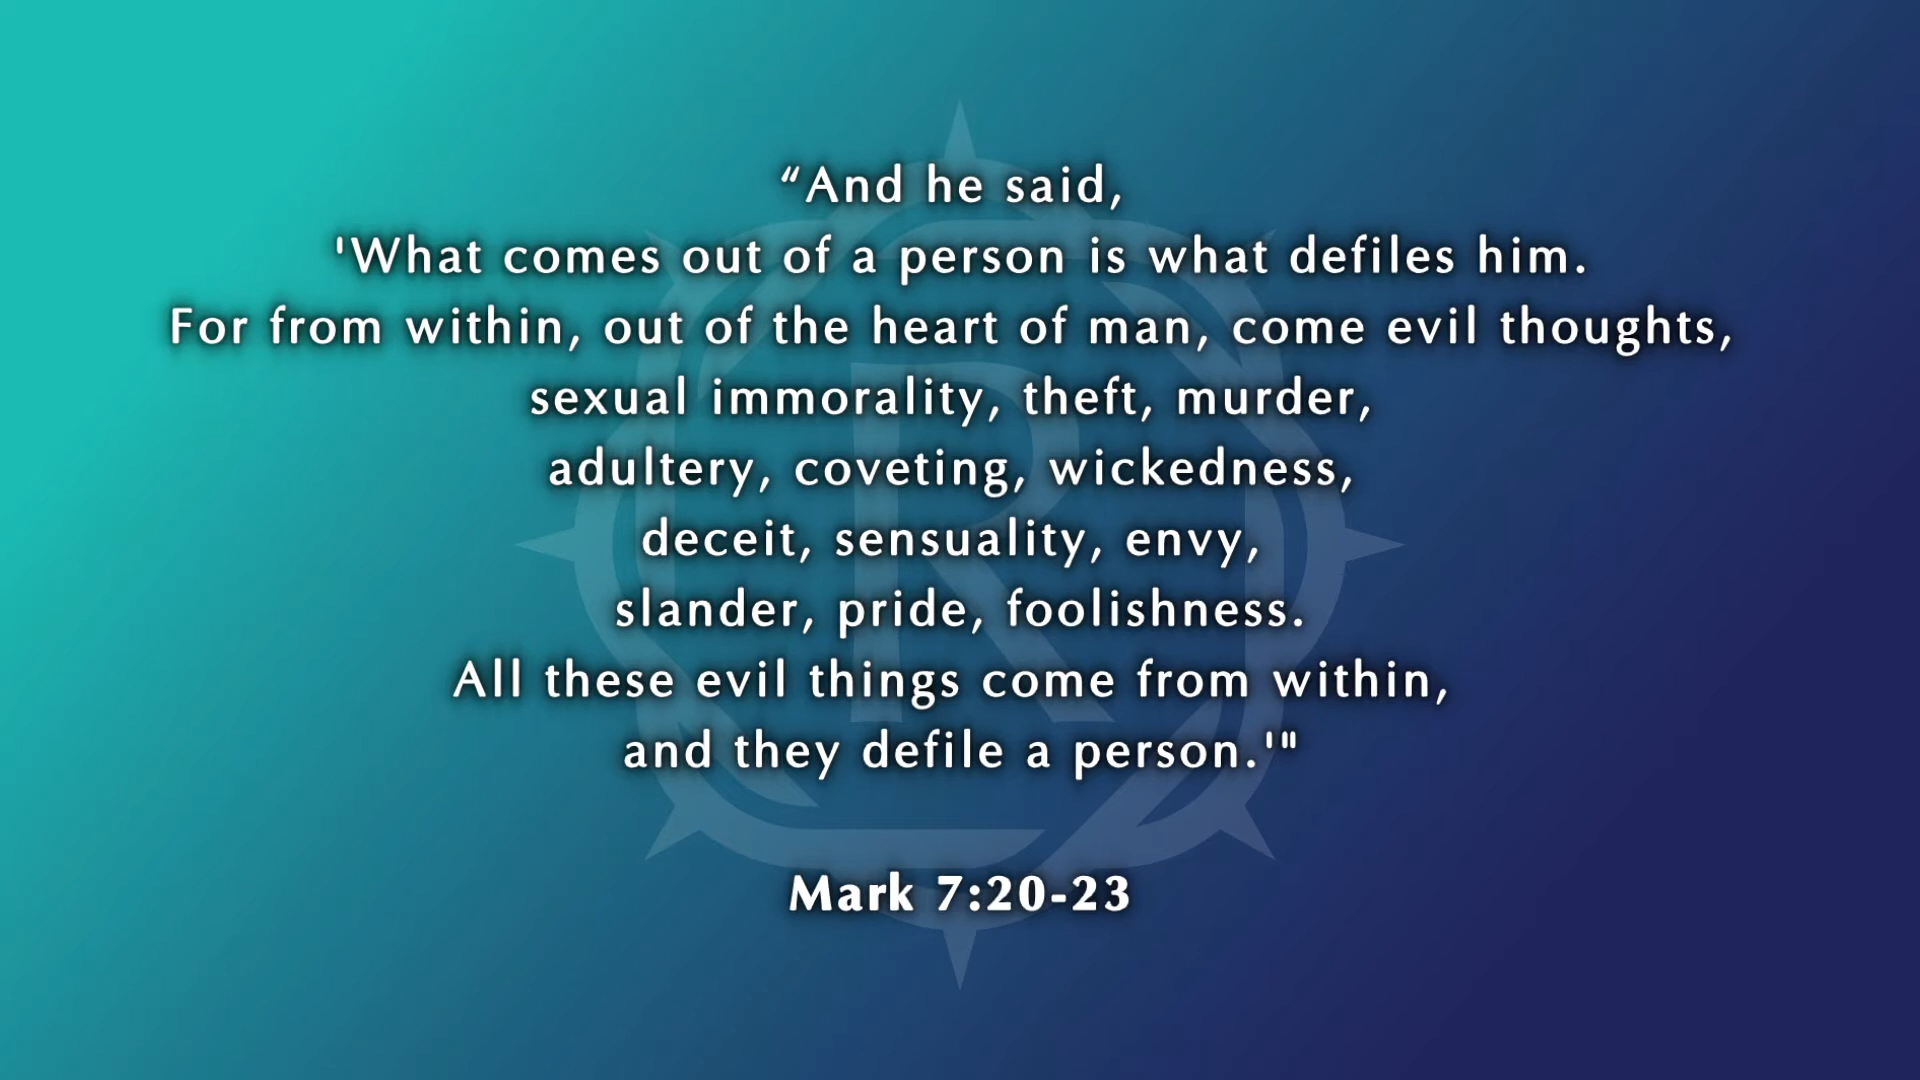 “And he said,
'What comes out of a person is what defiles him.
For from within, out of the heart of man, come evil thoughts,
sexual immorality, theft, murder,
adultery, coveting, wickedness,
deceit, sensuality, envy,
slander, pride, foolishness.
All these evil things come from within,
and they defile a person.'"
Mark 7:20-23
R